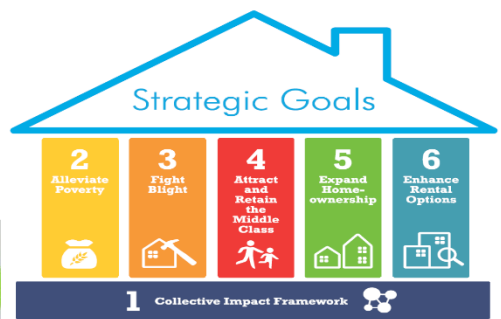 Strategic Goals
2
Alleviate
Poverty
3
Fight
Blight
4
Attract
and
Retain
the
Middle
Class
5
Expand
Home-
ownership
6
Enhance
Rental
Options
1 Collective Impact Framework